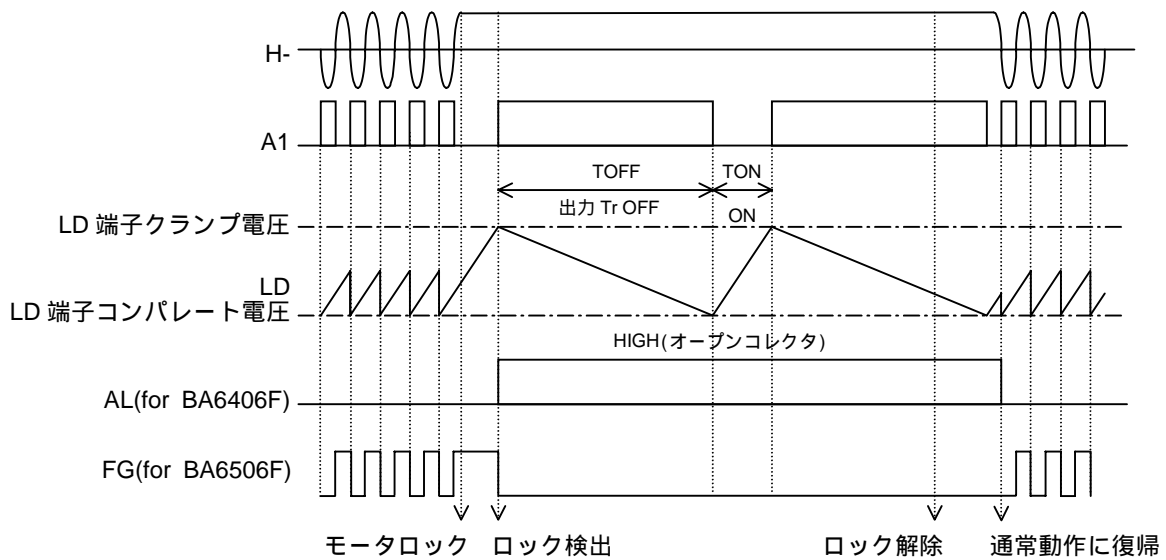 H-
A1
TOFF
TON
出力 Tr OFF
ON
LD 端子クランプ電圧
LD
LD 端子コンパレート電圧
HIGH(オープンコレクタ)
AL(for BA6406F)
FG(for BA6506F)
モータロック
ロック検出
ロック解除
通常動作に復帰